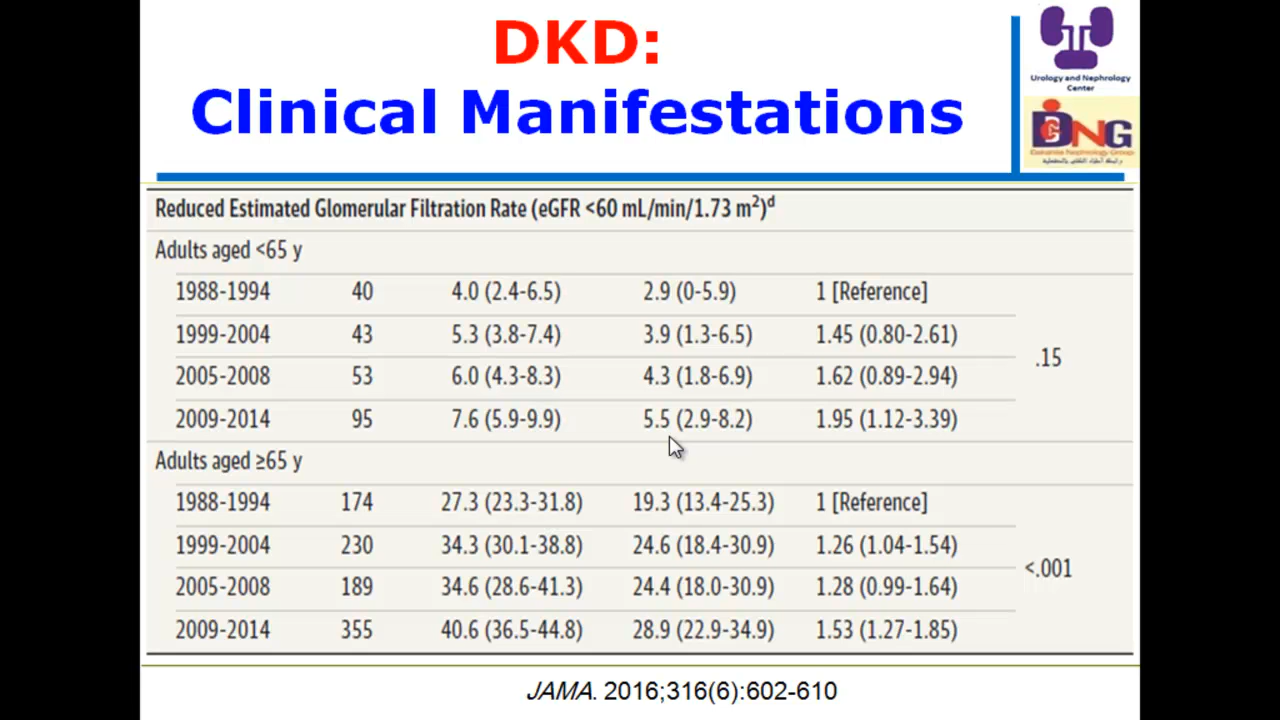 DKD:
Clinical Manifestations
Urology and Nephrology
Center
DNG
Dakahlia Nephrology Group
Reduced Estimated Glomerular Filtration Rate (eGFR <60 mL/min/1.73 m²)ᵈ
Adults aged <65 y
1988-1994 40 4.0 (2.4-6.5) 2.9 (0-5.9) 1 [Reference]
1999-2004 43 5.3 (3.8-7.4) 3.9 (1.3-6.5) 1.45 (0.80-2.61)
.15
2005-2008 53 6.0 (4.3-8.3) 4.3 (1.8-6.9) 1.62 (0.89-2.94)
2009-2014 95 7.6 (5.9-9.9) 5.5 (2.9-8.2) 1.95 (1.12-3.39)
Adults aged ≥65 y
1988-1994 174 27.3 (23.3-31.8) 19.3 (13.4-25.3) 1 [Reference]
1999-2004 230 34.3 (30.1-38.8) 24.6 (18.4-30.9) 1.26 (1.04-1.54)
<.001
2005-2008 189 34.6 (28.6-41.3) 24.4 (18.0-30.9) 1.28 (0.99-1.64)
2009-2014 355 40.6 (36.5-44.8) 28.9 (22.9-34.9) 1.53 (1.27-1.85)
JAMA. 2016;316(6):602-610